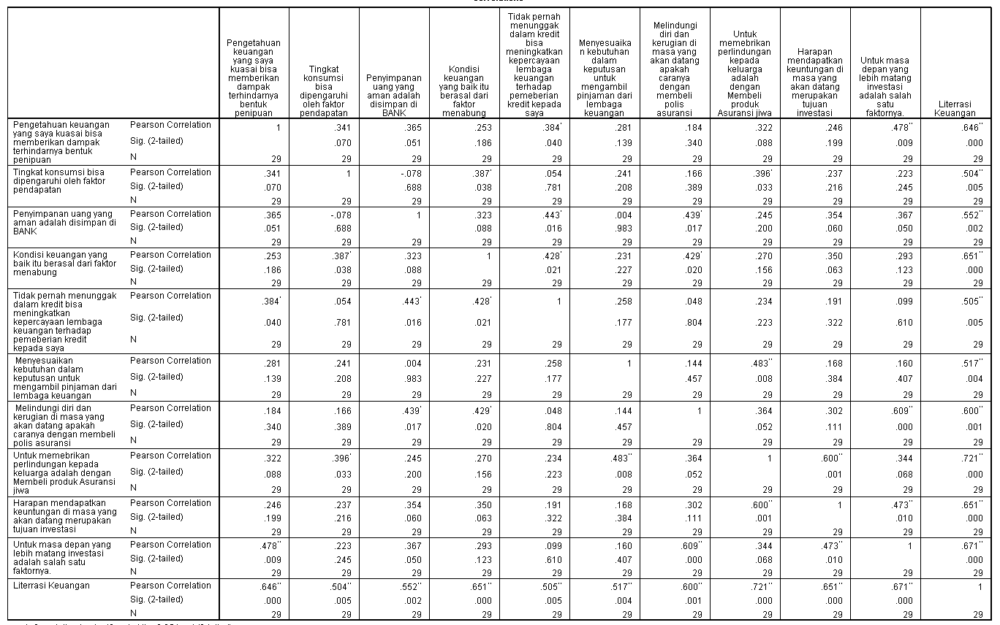 Pengetahuan
keuangan
yang saya
kuasai bisa
memberikan
dampak
terhindarnya
bentuk
penipuan
Tingkat
konsumsi
bisa
dipengaruhi
oleh faktor
pendapatan
Penyimpanan
uang yang
aman adalah
disimpan di
BANK
Kondisi
keuangan
yang baik itu
berasal dari
faktor
menabung
Tidak pernah
menunggak
dalam kredit
bisa
meningkatkan
kepercayaan
lembaga
keuangan
terhadap
pemeberian
kredit kepada
saya
Menyesuaika
n kebutuhan
dalam
keputusan
untuk
mengambil
pinjaman dari
lembaga
keuangan
Melindungi
diri dan
kerugian di
masa yang
akan datang
apakah
caranya
dengan
membeli
polis
asuransi
Untuk
memebrikan
perlindungan
kepada
keluarga
adalah
dengan
Membeli
produk
Asuransi jiwa
Harapan
mendapatkan
keuntungan di
masa yang
akan datang
merupakan
tujuan
investasi
Untuk masa
depan yang
lebih matang
investasi
adalah salah
satu
faktornya.
Literrasi
Keuangan
Pengetahuan keuangan
yang saya kuasai bisa
memberikan dampak
terhindarnya bentuk
penipuan
Pearson Correlation 1 .341 .365 .253 .384* .281 .184 .322 .246 .478** .646**
Sig. (2-tailed) .070 .051 .186 .040 .139 .340 .088 .199 .009 .000
N 29 29 29 29 29 29 29 29 29 29 29
Tingkat konsumsi bisa
dipengaruhi oleh faktor
pendapatan
Pearson Correlation .341 1 -.078 .387* .054 .241 .166 .396* .237 .223 .504**
Sig. (2-tailed) .070 .688 .038 .781 .208 .389 .033 .216 .245 .005
N 29 29 29 29 29 29 29 29 29 29 29
Penyimpanan uang yang
aman adalah disimpan di
BANK
Pearson Correlation .365 -.078 1 .323 .443* .004 .439* .245 .354 .367 .552**
Sig. (2-tailed) .051 .688 .088 .016 .983 .017 .200 .060 .050 .002
N 29 29 29 29 29 29 29 29 29 29 29
Kondisi keuangan yang
baik itu berasal dari faktor
menabung
Pearson Correlation .253 .387* .323 1 .428* .231 .429* .270 .350 .293 .651**
Sig. (2-tailed) .186 .038 .088 .021 .227 .020 .156 .063 .123 .000
N 29 29 29 29 29 29 29 29 29 29 29
Tidak pernah menunggak
dalam kredit bisa
meningkatkan
kepercayaan lembaga
keuangan terhadap
pemeberian kredit
kepada saya
Pearson Correlation .384* .054 .443* .428* 1 .258 .048 .234 .191 .099 .505**
Sig. (2-tailed) .040 .781 .016 .021 .177 .804 .223 .322 .610 .005
N 29 29 29 29 29 29 29 29 29 29 29
Menyesuaikan
kebutuhan dalam
keputusan untuk
mengambil pinjaman dari
lembaga keuangan
Pearson Correlation .281 .241 .004 .231 .258 1 .144 .483** .168 .160 .517**
Sig. (2-tailed) .139 .208 .983 .227 .177 .457 .008 .384 .407 .004
N 29 29 29 29 29 29 29 29 29 29 29
Melindungi diri dan
kerugian di masa yang
akan datang apakah
caranya dengan membeli
polis asuransi
Pearson Correlation .184 .166 .439* .429* .048 .144 1 .364 .302 .609** .600**
Sig. (2-tailed) .340 .389 .017 .020 .804 .457 .052 .111 .000 .001
N 29 29 29 29 29 29 29 29 29 29 29
Untuk memebrikan
perlindungan kepada
keluarga adalah dengan
Membeli produk Asuransi
jiwa
Pearson Correlation .322 .396* .245 .270 .234 .483** .364 1 .600** .344 .721**
Sig. (2-tailed) .088 .033 .200 .156 .223 .008 .052 .001 .068 .000
N 29 29 29 29 29 29 29 29 29 29 29
Harapan mendapatkan
keuntungan di masa yang
akan datang merupakan
tujuan investasi
Pearson Correlation .246 .237 .354 .350 .191 .168 .302 .600** 1 .473** .651**
Sig. (2-tailed) .199 .216 .060 .063 .322 .384 .111 .001 .010 .000
N 29 29 29 29 29 29 29 29 29 29 29
Untuk masa depan yang
lebih matang investasi
adalah salah satu
faktornya.
Pearson Correlation .478** .223 .367 .293 .099 .160 .609** .344 .473** 1 .671**
Sig. (2-tailed) .009 .245 .050 .123 .610 .407 .000 .068 .010 .000
N 29 29 29 29 29 29 29 29 29 29 29
Literrasi Keuangan
Pearson Correlation .646** .504** .552** .651** .505** .517** .600** .721** .651** .671** 1
Sig. (2-tailed) .000 .005 .002 .000 .005 .004 .001 .000 .000 .000
N 29 29 29 29 29 29 29 29 29 29 29